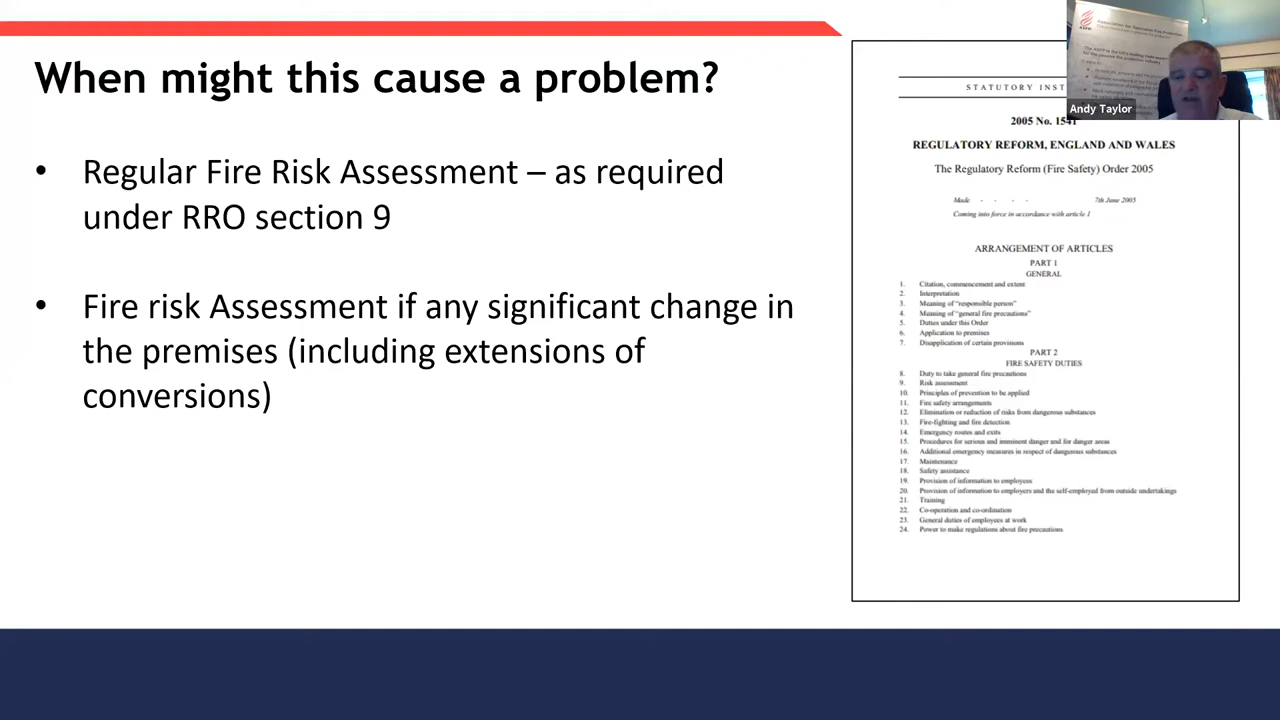 When might this cause a problem?
• Regular Fire Risk Assessment – as required
under RRO section 9
• Fire risk Assessment if any significant change in
the premises (including extensions of
conversions)
STATUTORY INST
2005 No. 1541
REGULATORY REFORM, ENGLAND AND WALES
The Regulatory Reform (Fire Safety) Order 2005
Made - - - - 7th June 2005
Coming into force in accordance with article 1
ARRANGEMENT OF ARTICLES
PART 1
GENERAL
1. Citation, commencement and extent
2. Interpretation
3. Meaning of "responsible person"
4. Meaning of "general fire precautions"
5. Duties under this Order
6. Application to premises
7. Disapplication of certain provisions
PART 2
FIRE SAFETY DUTIES
8. Duty to take general fire precautions
9. Risk assessment
10. Principles of prevention to be applied
11. Fire safety arrangements
12. Elimination or reduction of risks from dangerous substances
13. Fire-fighting and fire detection
14. Emergency routes and exits
15. Procedures for serious and imminent danger and for danger areas
16. Additional emergency measures in respect of dangerous substances
17. Maintenance
18. Safety assistance
19. Provision of information to employees
20. Provision of information to employers and the self-employed from outside undertakings
21. Training
22. Co-operation and co-ordination
23. General duties of employees at work
24. Power to make regulations about fire precautions
Andy Taylor